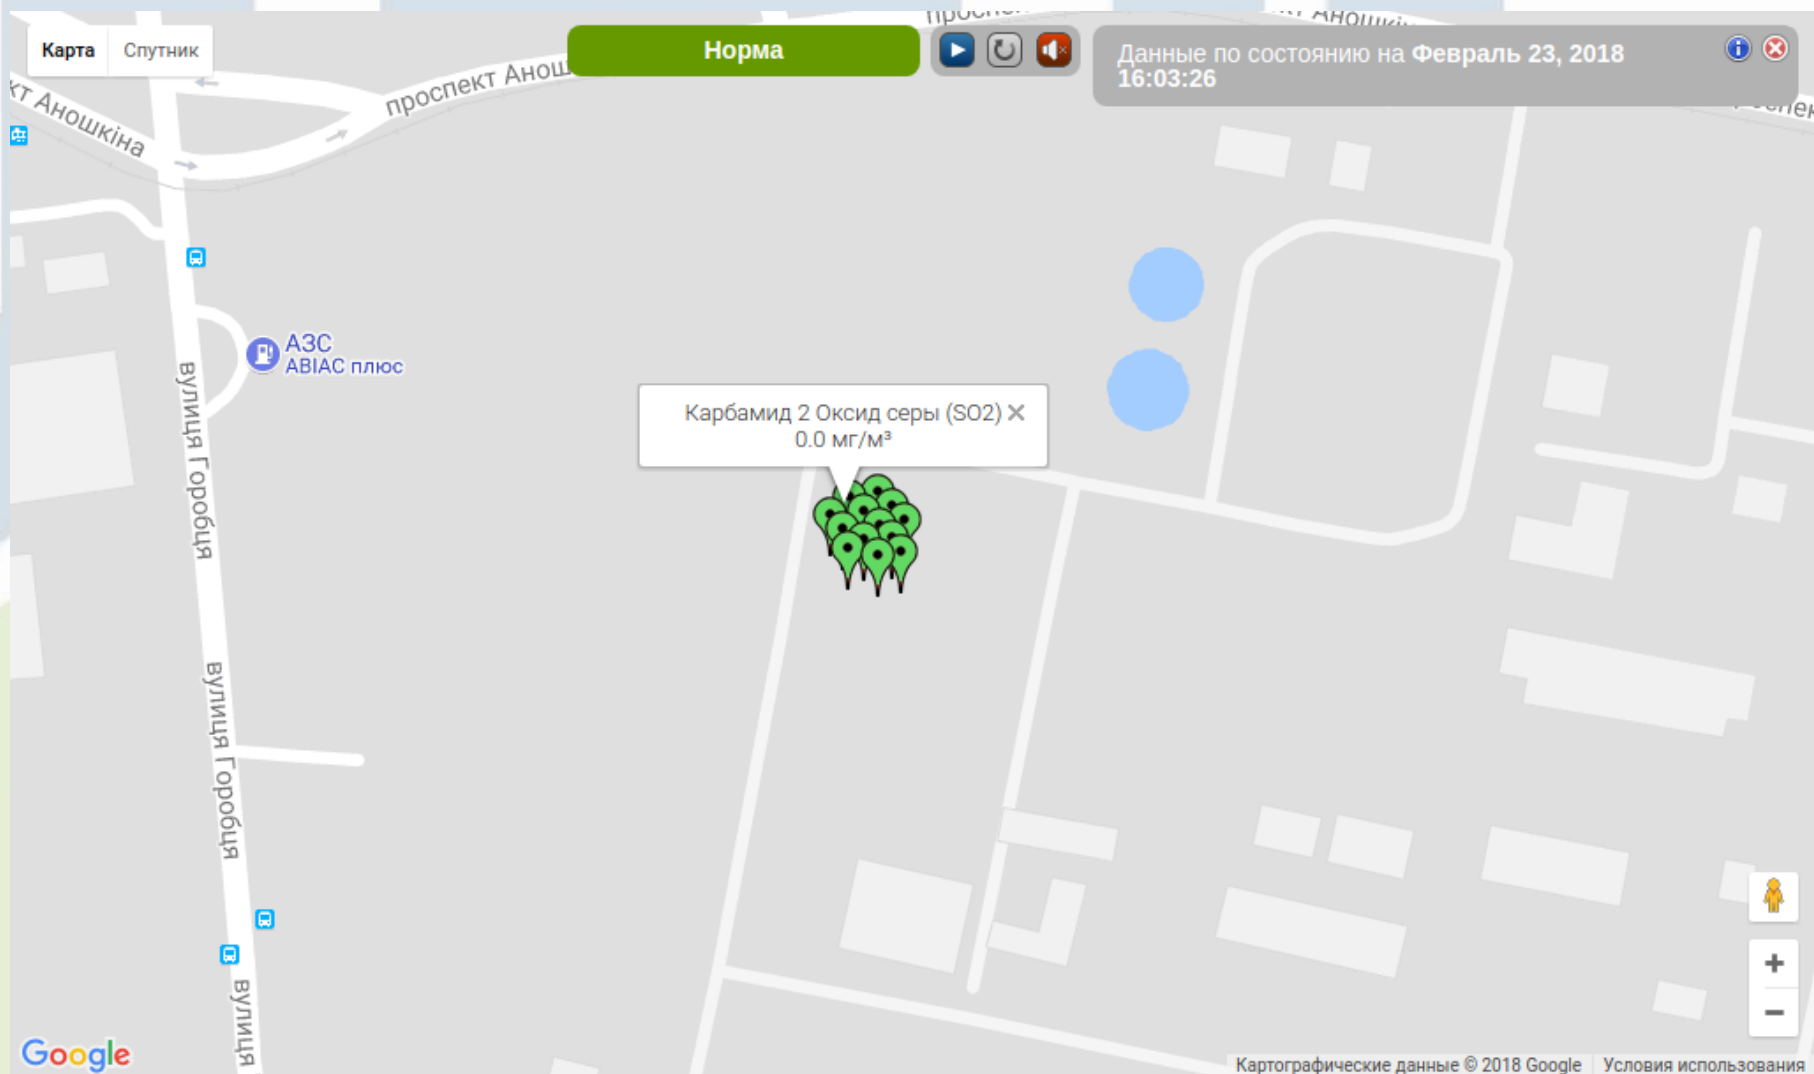 Карта
Спутник
Норма
Данные по состоянию на Февраль 23, 2018
16:03:26
проспект Анош
кт Аношкіна
АЗС
АВІАС плюс
Карбамид 2 Оксид серы (SO2)
0.0 мг/м³
вулиця Горобця
вулиця Горобця
вулиця
Google
Картографические данные © 2018 Google
Условия использования